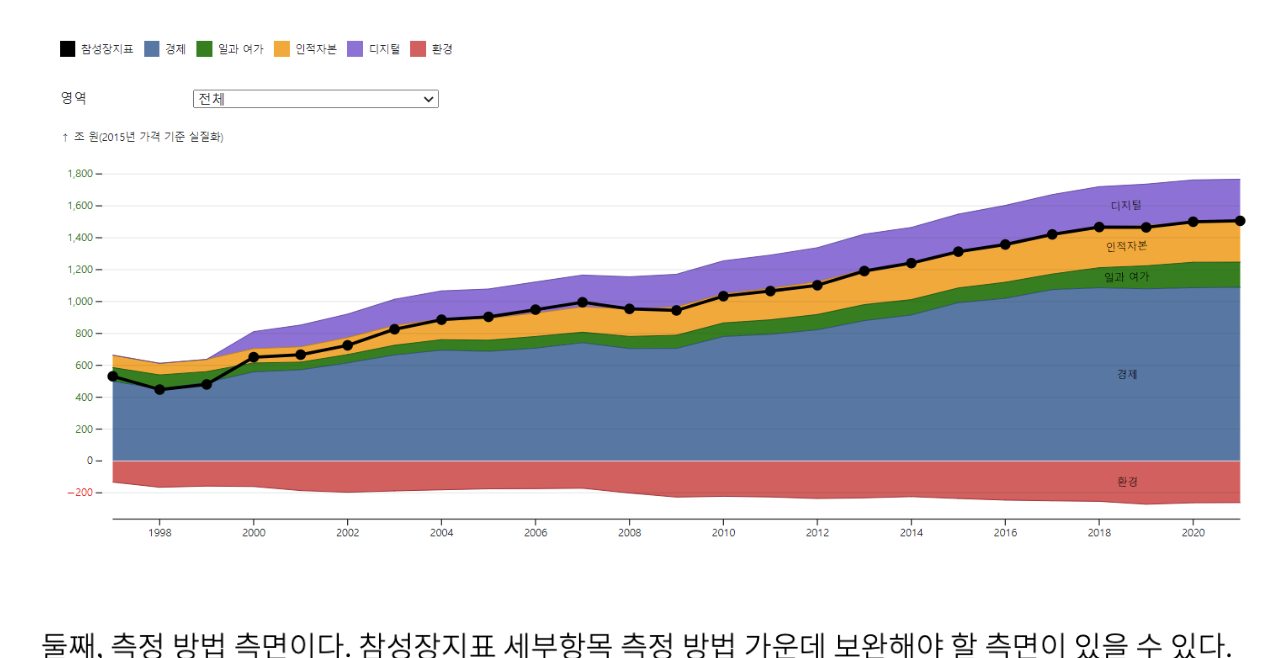 참성장지표 경제 일과 여가 인적자본 디지털 환경
영역 전체
↑ 조 원(2015년 가격 기준 실질화)
1,800
1,600
1,400
1,200
1,000
800
600
400
200
0
−200
디지털
인적자본
일과 여가
경제
환경
1998 2000 2002 2004 2006 2008 2010 2012 2014 2016 2018 2020
둘째, 측정 방법 측면이다. 참성장지표 세부항목 측정 방법 가운데 보완해야 할 측면이 있을 수 있다.